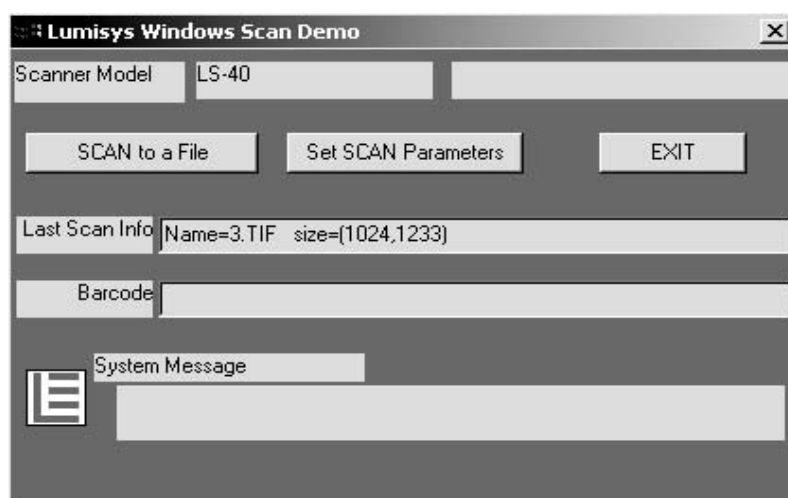 Lumisys Windows Scan Demo
Scanner Model LS-40
SCAN to a File Set SCAN Parameters EXIT
Last Scan Info Name=3.TIF size=(1024,1233)
Barcode
System Message